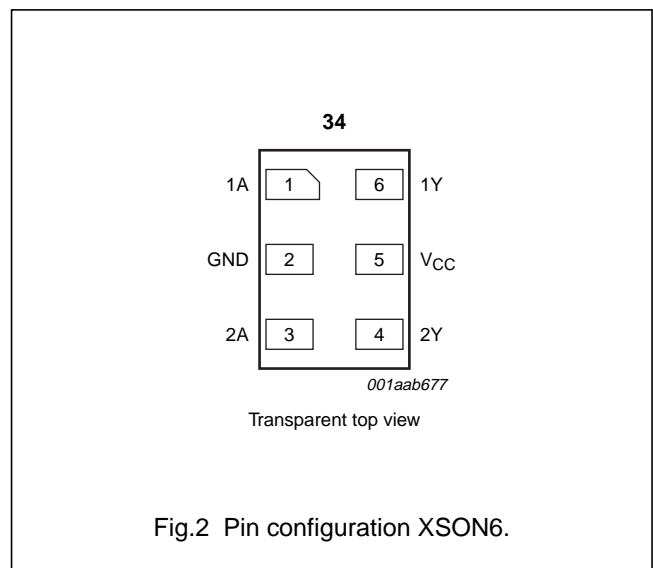 34
1A 1 6 1Y
GND 2 5 VCC
2A 3 4 2Y
001aab677
Transparent top view
Fig.2 Pin configuration XSON6.